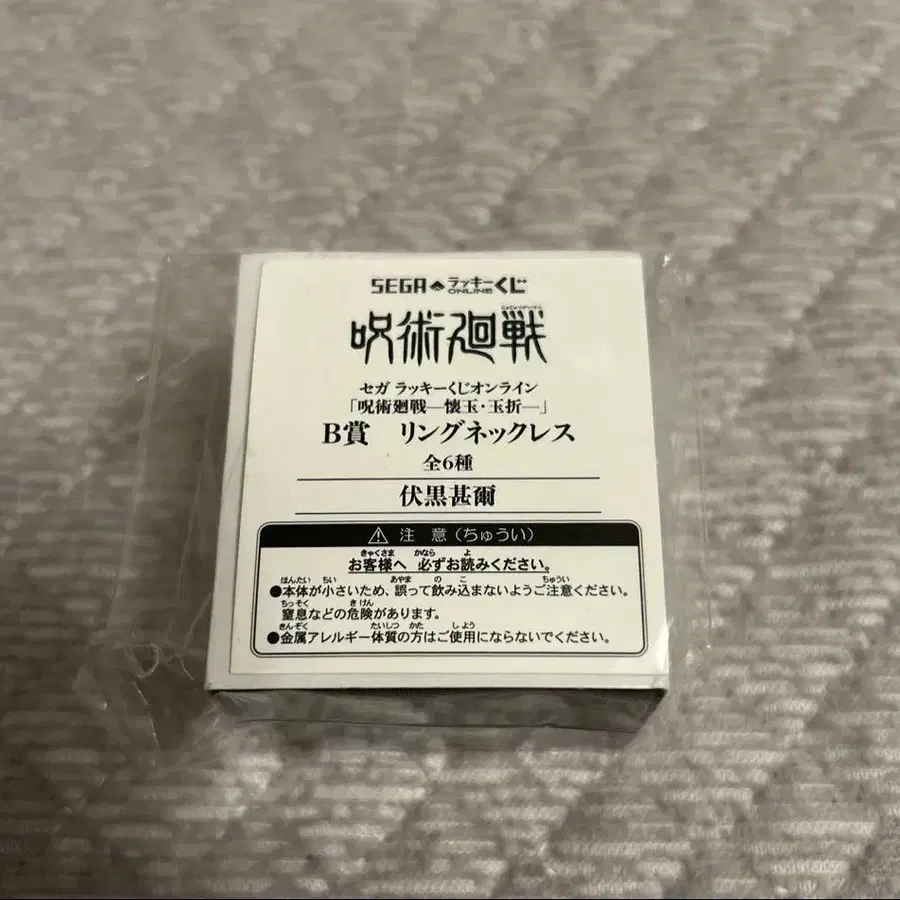 SEGA ラッキーくじ
ONLINE
じゅじゅつかいせん
呪術廻戦
セガ ラッキーくじオンライン
「呪術廻戦―懐玉・玉折―」
B賞 リングネックレス
全6種
伏黒甚爾
注 意（ちゅうい）
きゃくさま かなら よ
お客様へ 必ずお読みください。
ほんたい ちい あやま の こ ちゅうい
●本体が小さいため、誤って飲み込まないようご注意ください。
ちっそく きけん
窒息などの危険があります。
きんぞく たいしつ かた しよう
●金属アレルギー体質の方はご使用にならないでください。